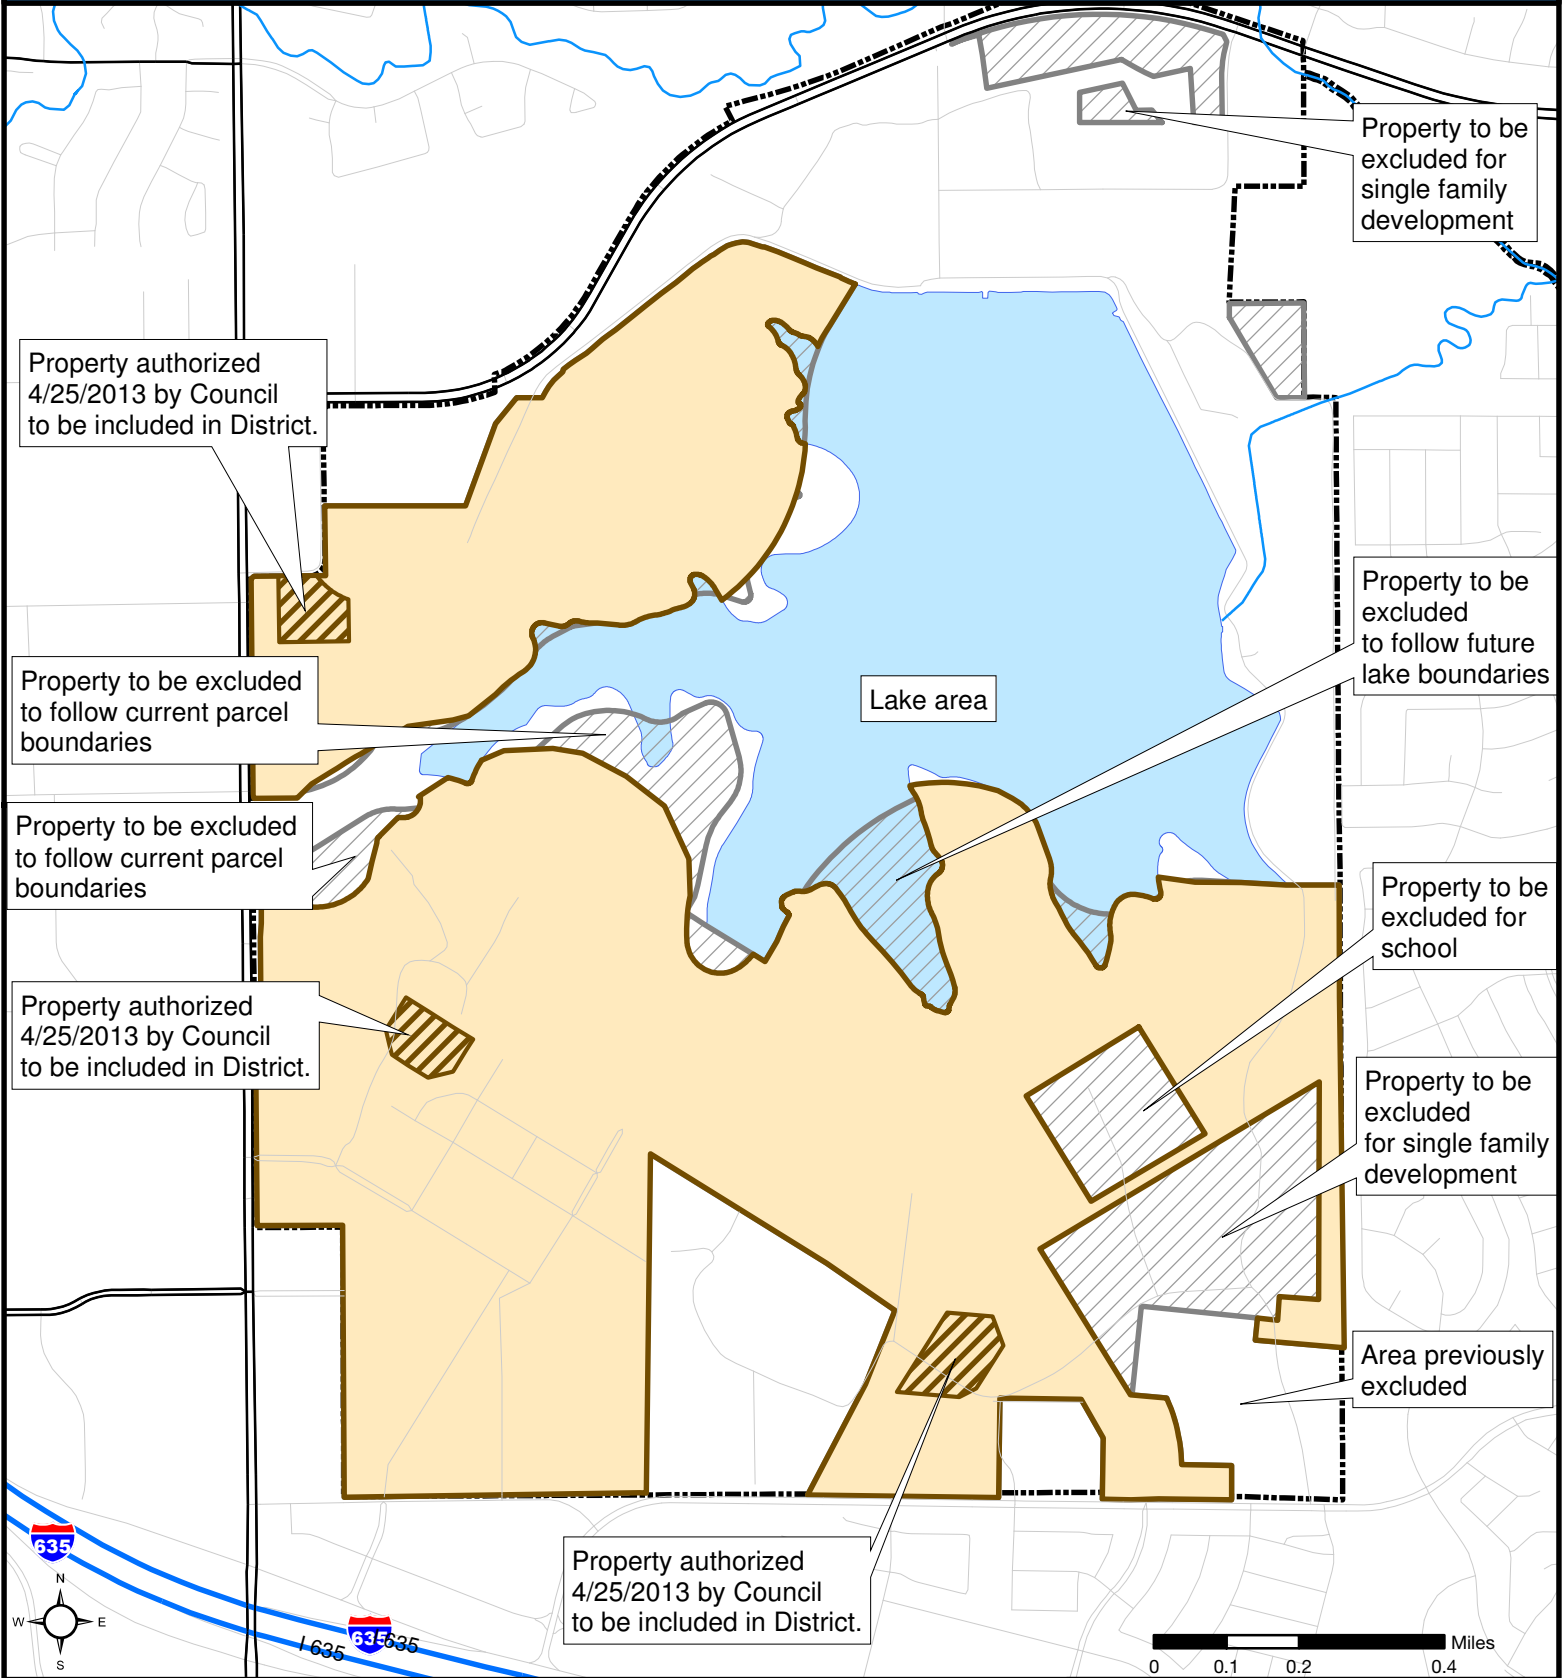 Property to be
excluded for
single family
development
Property authorized
4/25/2013 by Council
to be included in District.
Property to be
excluded
to follow future
lake boundaries
Property to be excluded
to follow current parcel
boundaries
Lake area
Property to be excluded
to follow current parcel
boundaries
Property to be
excluded for
school
Property authorized
4/25/2013 by Council
to be included in District.
Property to be
excluded
for single family
development
Area previously
excluded
Property authorized
4/25/2013 by Council
to be included in District.
635
N
W E
S
I 635
635
635
Miles
0 0.1 0.2 0.4